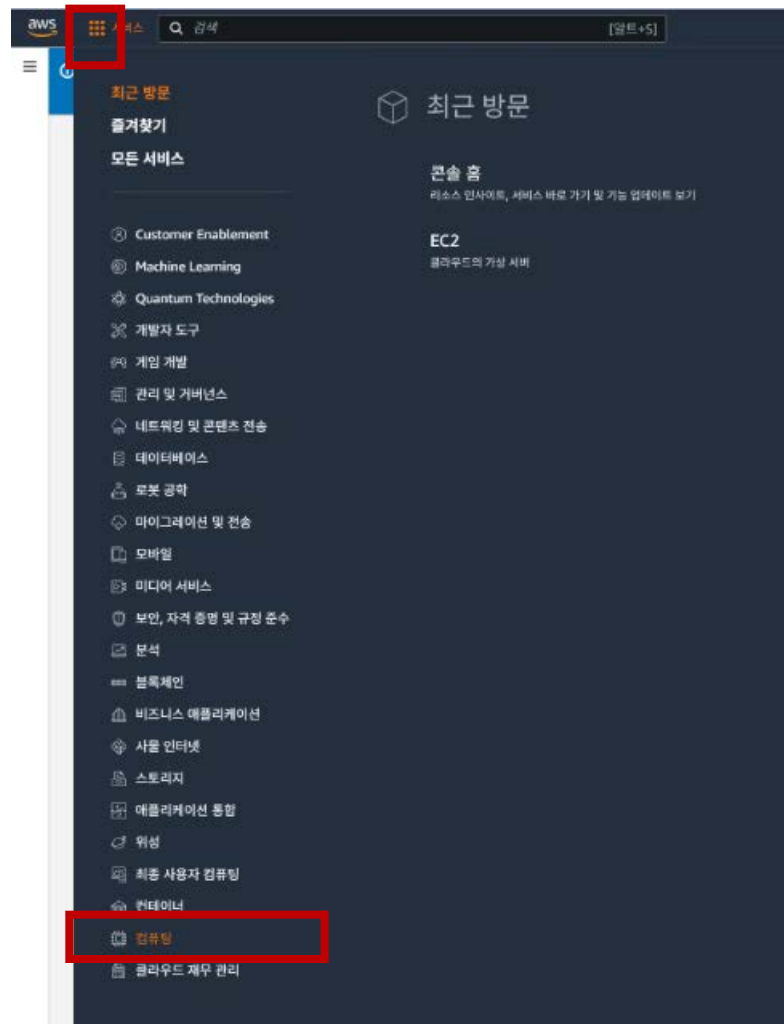 aws
서비스
검색
[알트+S]
최근 방문
즐겨찾기
모든 서비스
최근 방문
콘솔 홈
리소스 인사이트, 서비스 바로 가기 및 기능 업데이트 보기
EC2
클라우드의 가상 서버
Customer Enablement
Machine Learning
Quantum Technologies
개발자 도구
게임 개발
관리 및 거버넌스
네트워킹 및 콘텐츠 전송
데이터베이스
로봇 공학
마이그레이션 및 전송
모바일
미디어 서비스
보안, 자격 증명 및 규정 준수
분석
블록체인
비즈니스 애플리케이션
사물 인터넷
스토리지
애플리케이션 통합
위성
최종 사용자 컴퓨팅
컨테이너
컴퓨팅
클라우드 재무 관리